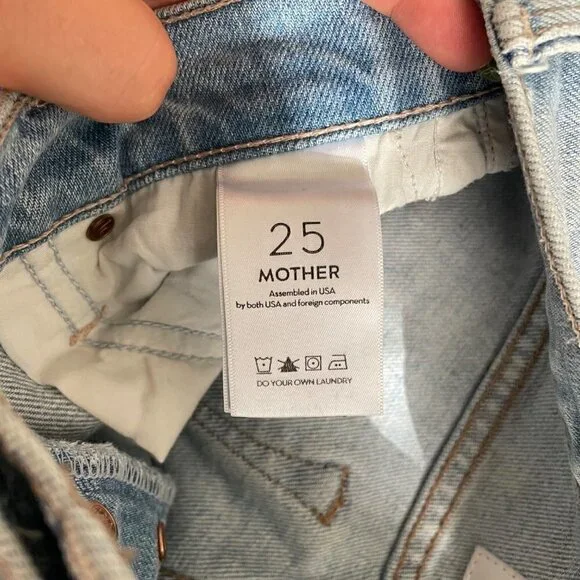 25
MOTHER
Assembled in USA
by both USA and foreign components
DO YOUR OWN LAUNDRY